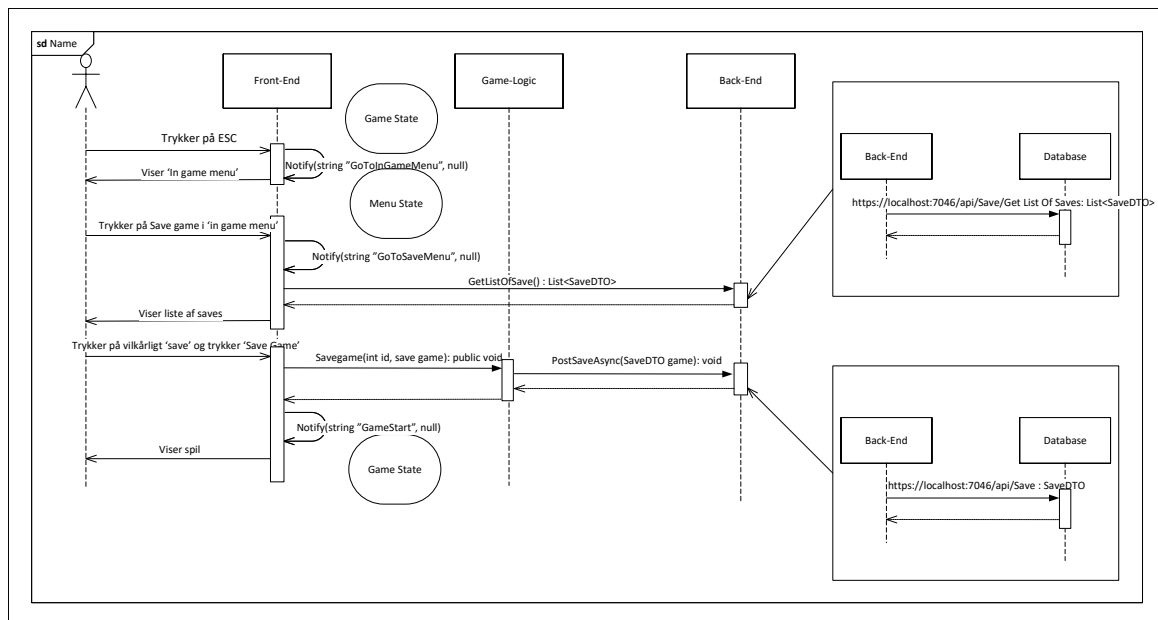 sd Name
Front-End
Game-Logic
Back-End
Game State
Trykker på ESC
Notify(string "GoToInGameMenu", null)
Viser 'In game menu'
Menu State
Trykker på Save game i 'in game menu'
Notify(string "GoToSaveMenu", null)
GetListOfSave() : List<SaveDTO>
Viser liste af saves
Trykker på vilkårligt 'save' og trykker 'Save Game'
Savegame(int id, save game): public void
PostSaveAsync(SaveDTO game): void
Notify(string "GameStart", null)
Viser spil
Game State
Back-End
Database
https://localhost:7046/api/Save/Get List Of Saves: List<SaveDTO>
Back-End
Database
https://localhost:7046/api/Save : SaveDTO